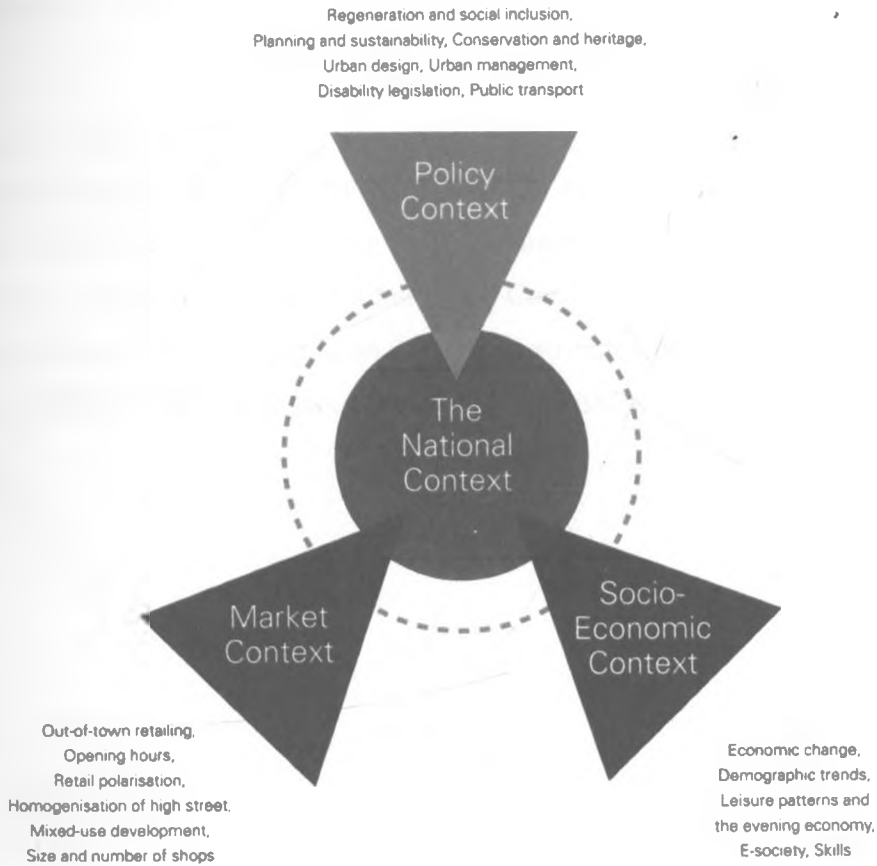 Regeneration and social inclusion,
Planning and sustainability, Conservation and heritage,
Urban design, Urban management,
Disability legislation, Public transport
Policy
Context
The
National
Context
Market
Context
Socio-
Economic
Context
Out-of-town retailing,
Opening hours,
Retail polarisation,
Homogenisation of high street,
Mixed-use development,
Size and number of shops
Economic change,
Demographic trends,
Leisure patterns and
the evening economy,
E-society, Skills